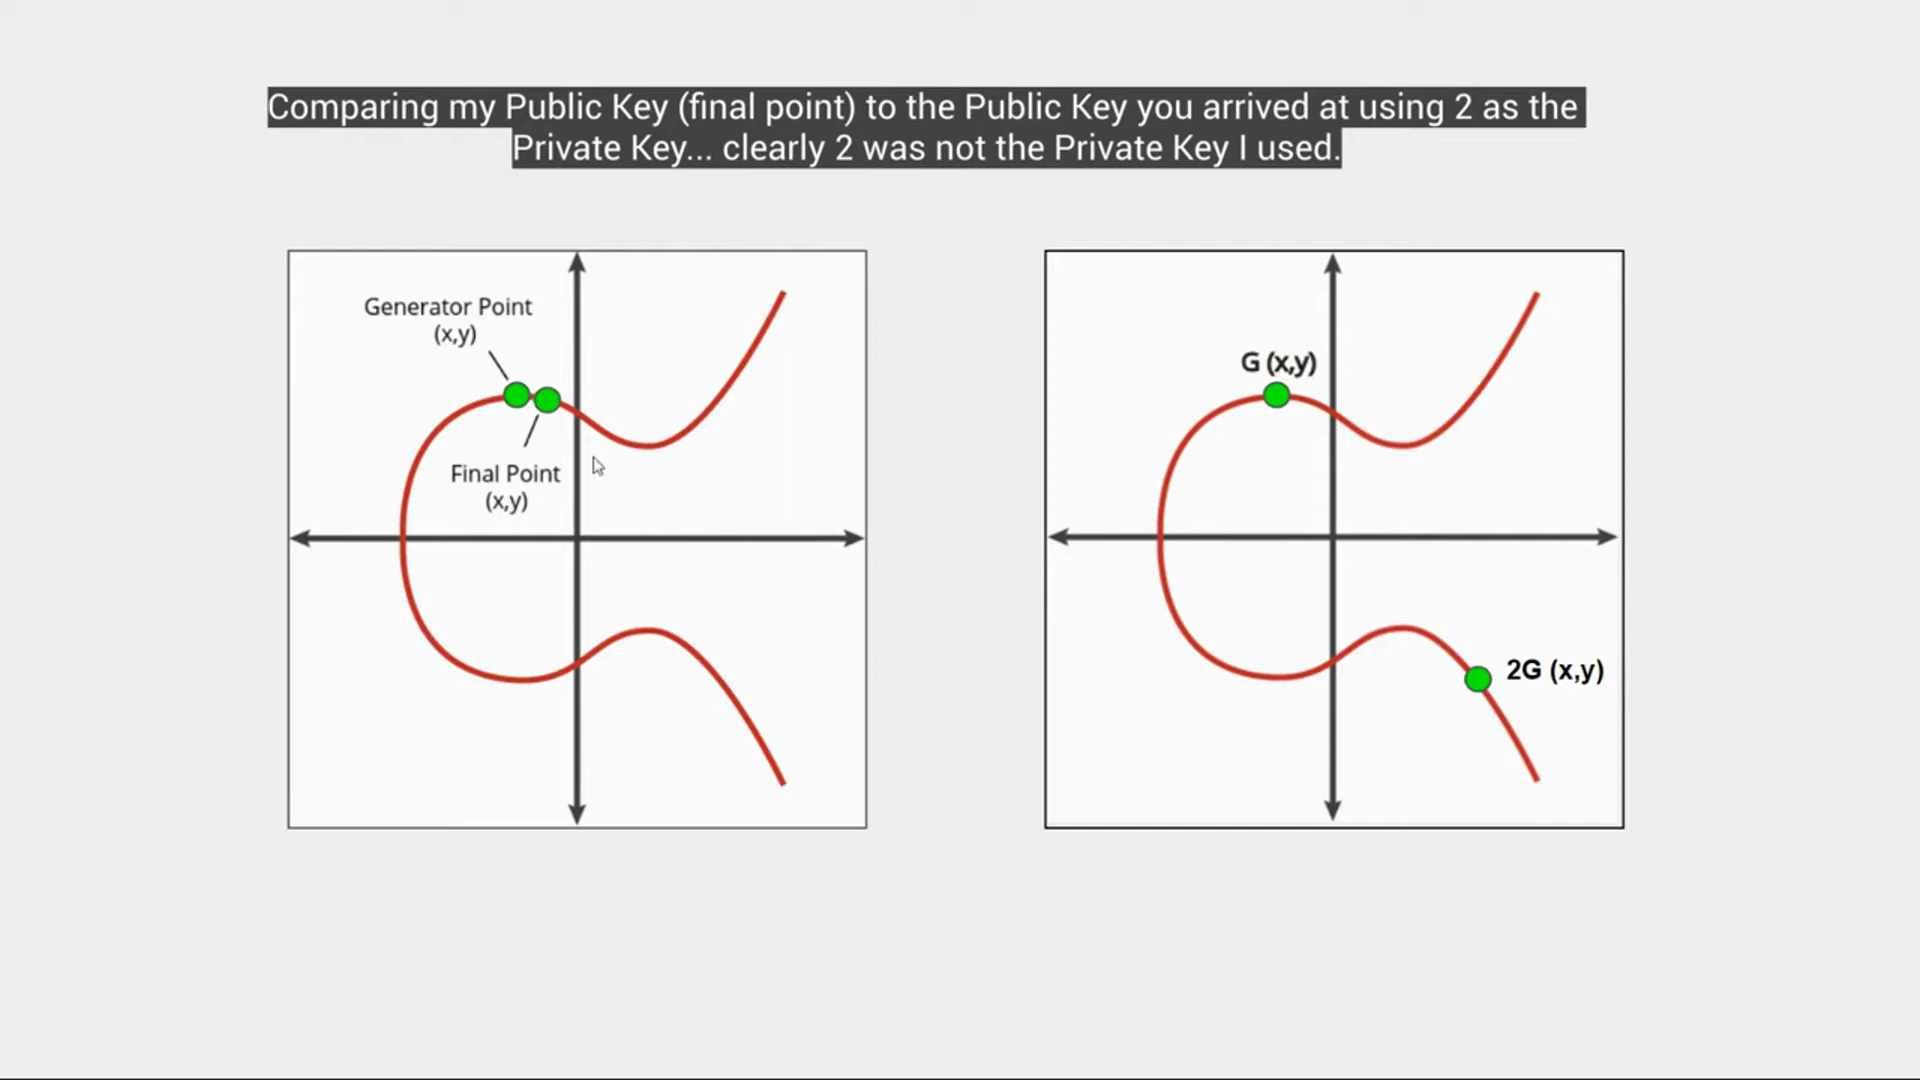 Comparing my Public Key (final point) to the Public Key you arrived at using 2 as the
Private Key... clearly 2 was not the Private Key I used.
Generator Point
(x,y)
Final Point
(x,y)
G (x,y)
2G (x,y)